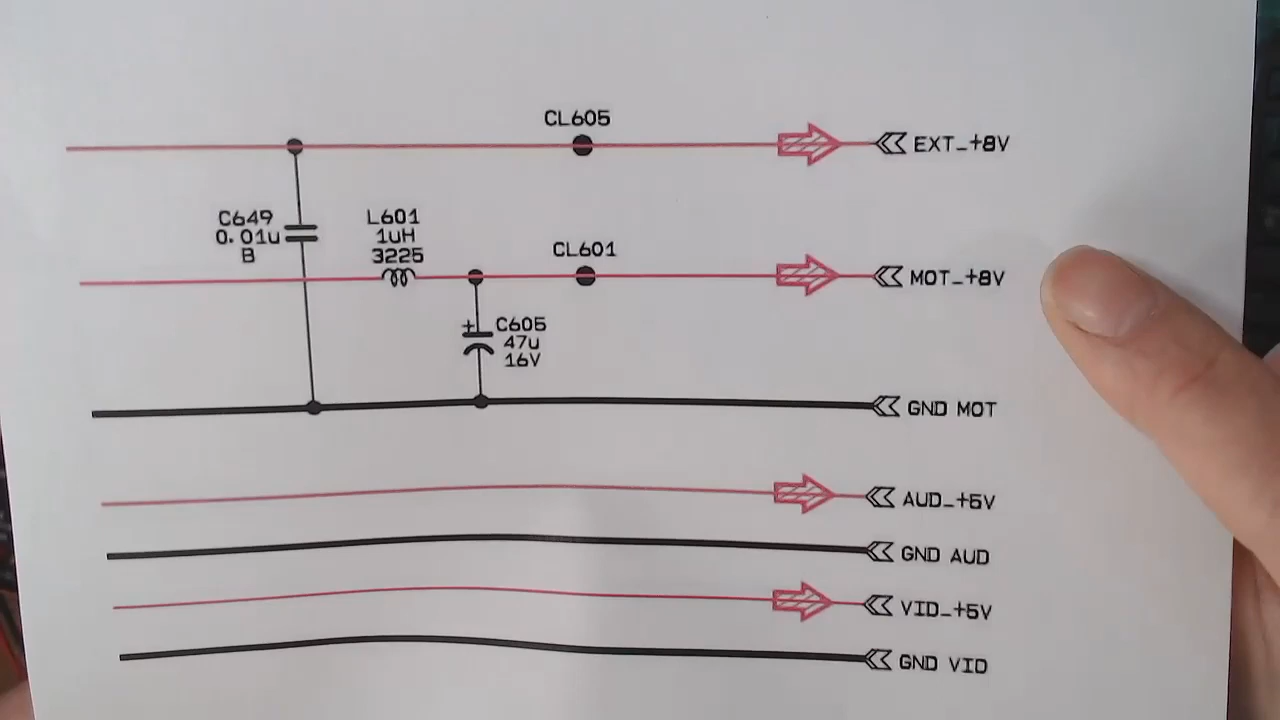 CL605
EXT_+8V
C649
0.01u
B
L601
1uH
3225
CL601
MOT_+8V
+
C605
47u
16V
GND MOT
AUD_+5V
GND AUD
VID_+5V
GND VID